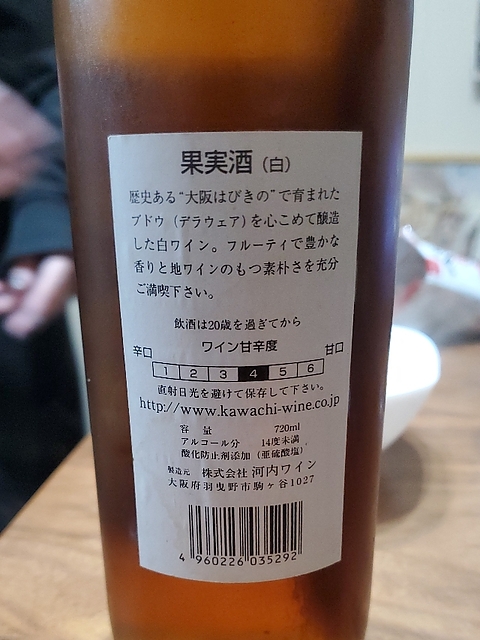 果実酒（白）
歴史ある“大阪はびきの”で育まれた
ブドウ（デラウェア）を心こめて醸造
した白ワイン。フルーティで豊かな
香りと地ワインのもつ素朴さを充分
ご満喫下さい。
飲酒は20歳を過ぎてから
辛口 ワイン甘辛度 甘口
1 2 3 4 5 6
直射日光を避けて保存して下さい。
http://www.kawachi-wine.co.jp
容量 720ml
アルコール分 14度未満
酸化防止剤添加（亜硫酸塩）
製造元 株式会社 河内ワイン
大阪府羽曳野市駒ヶ谷1027
4 960226 035292